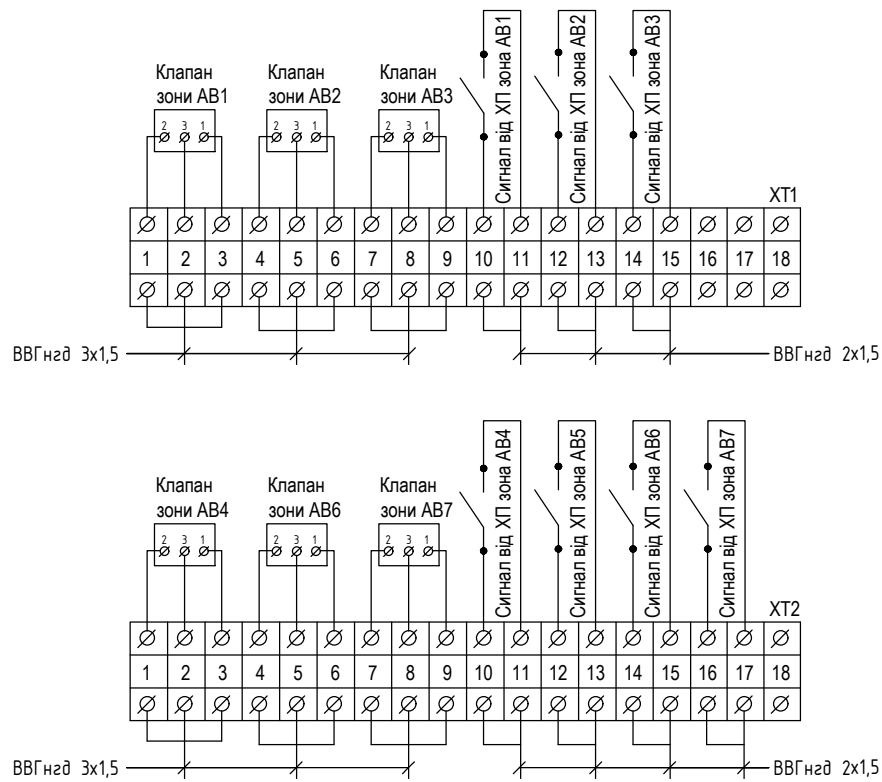 Клапан
зони АВ1
2 3 1
Клапан
зони АВ2
2 3 1
Клапан
зони АВ3
2 3 1
Сигнал від ХП зона АВ1
Сигнал від ХП зона АВ2
Сигнал від ХП зона АВ3
XT1
1 2 3 4 5 6 7 8 9 10 11 12 13 14 15 16 17 18
ВВГнгд 3х1,5
ВВГнгд 2х1,5
Клапан
зони АВ4
2 3 1
Клапан
зони АВ6
2 3 1
Клапан
зони АВ7
2 3 1
Сигнал від ХП зона АВ4
Сигнал від ХП зона АВ5
Сигнал від ХП зона АВ6
Сигнал від ХП зона АВ7
XT2
1 2 3 4 5 6 7 8 9 10 11 12 13 14 15 16 17 18
ВВГнгд 3х1,5
ВВГнгд 2х1,5